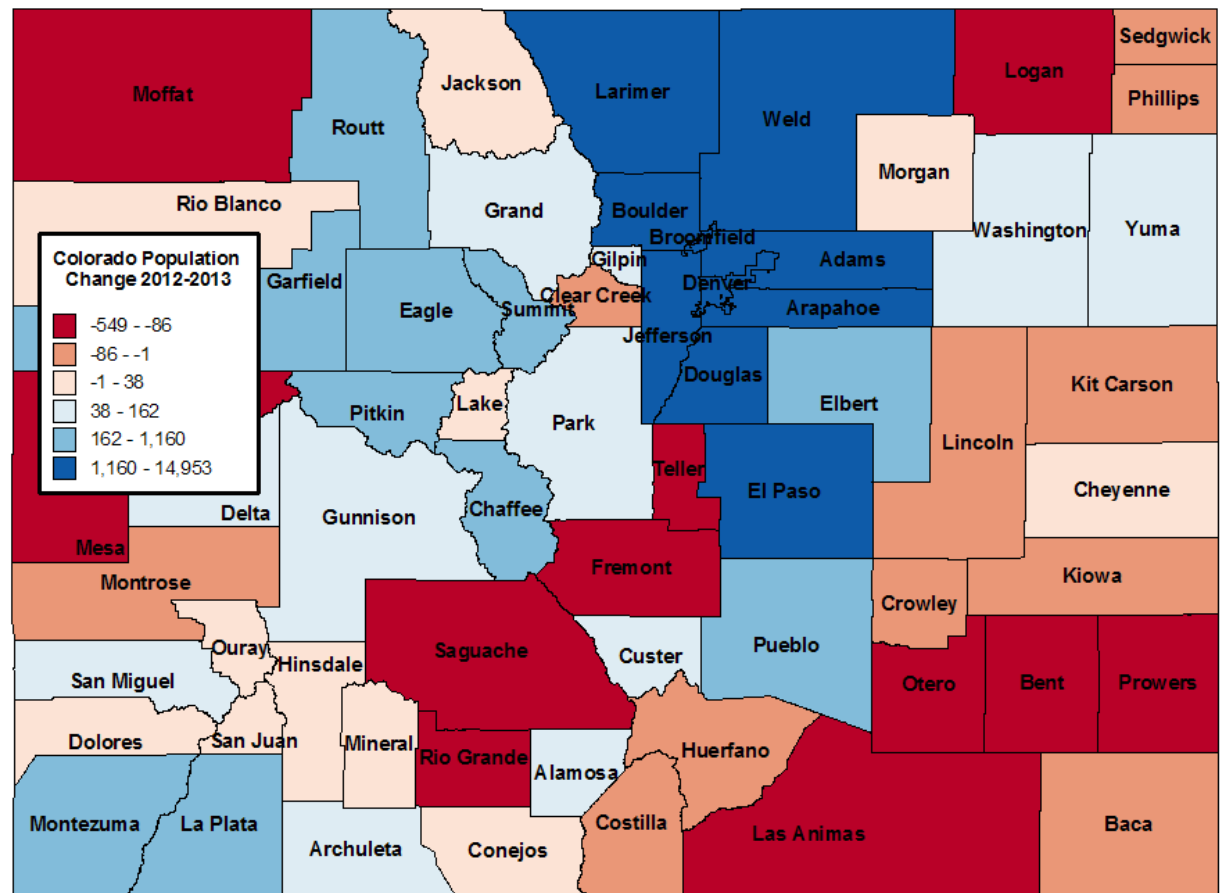 Sedgwick
Logan
Jackson
Larimer
Moffat
Phillips
Weld
Routt
Morgan
Rio Blanco
Grand
Boulder
Washington
Yuma
Broomfield
Colorado Population
Change 2012-2013
Gilpin
Adams
Garfield
Denver
Clear Creek
Eagle
Summit
Arapahoe
-549 - -86
Jefferson
-86 - -1
Douglas
Kit Carson
-1 - 38
Pitkin
Lake
Elbert
38 - 162
Park
162 - 1,160
Lincoln
1,160 - 14,953
Teller
El Paso
Cheyenne
Delta
Gunnison
Chaffee
Mesa
Fremont
Montrose
Kiowa
Crowley
Ouray
Hinsdale
Saguache
Custer
Pueblo
San Miguel
Otero
Bent
Prowers
Dolores
San Juan
Mineral
Rio Grande
Huerfano
Alamosa
Montezuma
La Plata
Costilla
Las Animas
Baca
Archuleta
Conejos